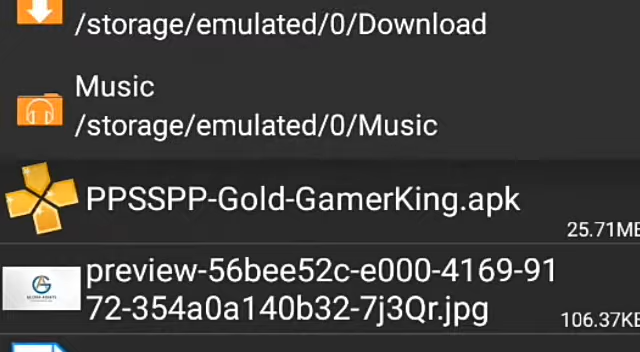 /storage/emulated/0/Download
Music
/storage/emulated/0/Music
PPSSPP-Gold-GamerKing.apk
25.71MB
preview-56bee52c-e000-4169-91
72-354a0a140b32-7j3Qr.jpg
106.37KB